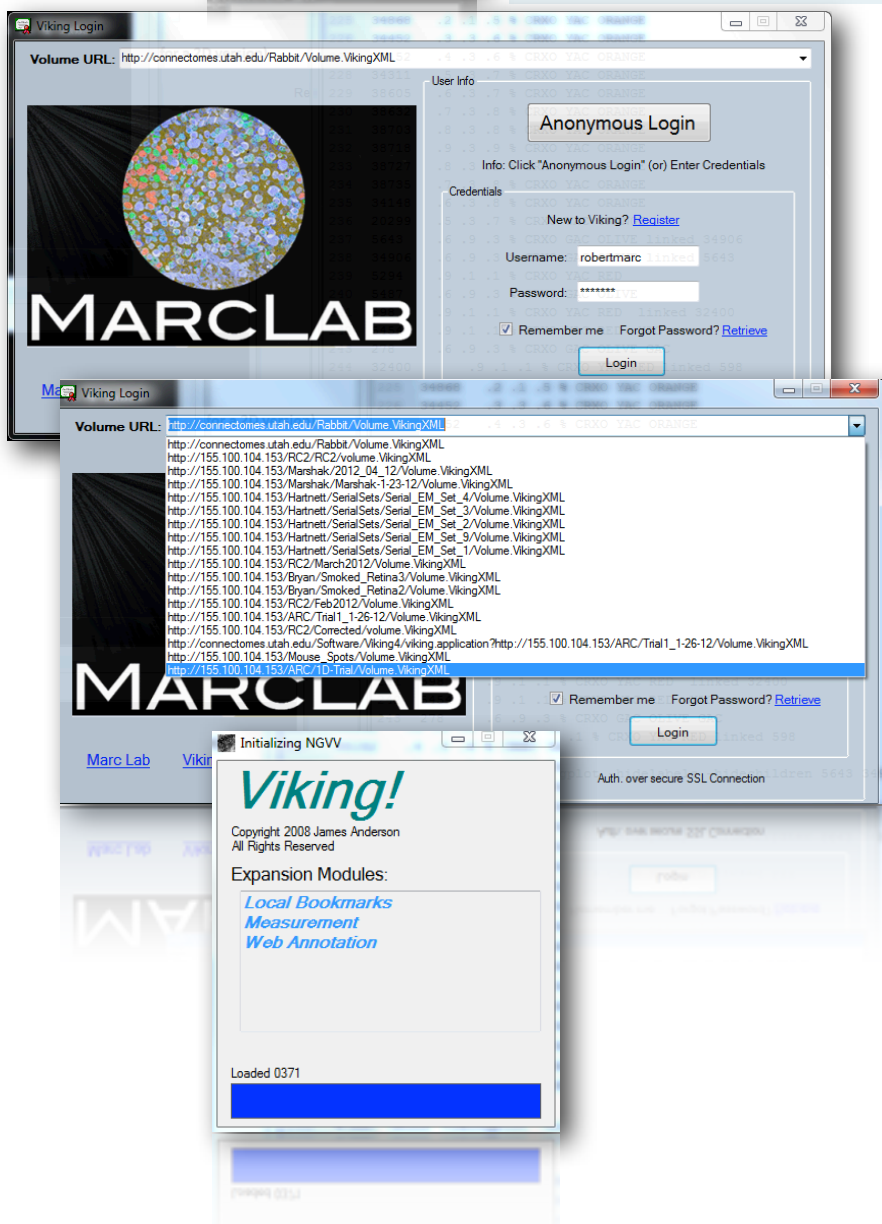 Viking Login
Volume URL: http://connectomes.utah.edu/Rabbit/Volume.VikingXML
User Info
Anonymous Login
Info: Click "Anonymous Login" (or) Enter Credentials
Credentials
New to Viking? Register
Username: robertmarc
Password: *******
Remember me Forgot Password? Retrieve
Login
MARCLAB
Viking Login
Volume URL: http://connectomes.utah.edu/Rabbit/Volume.VikingXML
http://connectomes.utah.edu/Rabbit/Volume.VikingXML
http://155.100.104.153/RC2/RC2/volume.VikingXML
http://155.100.104.153/Marshak/2012_04_12/Volume.VikingXML
http://155.100.104.153/Marshak/Marshak-1-23-12/Volume.VikingXML
http://155.100.104.153/Hartnett/SerialSets/Serial_EM_Set_4/Volume.VikingXML
http://155.100.104.153/Hartnett/SerialSets/Serial_EM_Set_3/Volume.VikingXML
http://155.100.104.153/Hartnett/SerialSets/Serial_EM_Set_2/Volume.VikingXML
http://155.100.104.153/Hartnett/SerialSets/Serial_EM_Set_9/Volume.VikingXML
http://155.100.104.153/Hartnett/SerialSets/Serial_EM_Set_1/Volume.VikingXML
http://155.100.104.153/RC2/March2012/Volume.VikingXML
http://155.100.104.153/Bryan/Smoked_Retina3/Volume.VikingXML
http://155.100.104.153/Bryan/Smoked_Retina2/Volume.VikingXML
http://155.100.104.153/RC2/Feb2012/Volume.VikingXML
http://155.100.104.153/ARC/Trial1_1-26-12/Volume.VikingXML
http://155.100.104.153/RC2/Corrected/volume.VikingXML
http://connectomes.utah.edu/Software/Viking4/viking.application?http://155.100.104.153/ARC/Trial1_1-26-12/Volume.VikingXML
http://155.100.104.153/Mouse_Spots/Volume.VikingXML
http://155.100.104.153/ARC/1D-Trial/Volume.VikingXML
MARCLAB
Remember me Forgot Password? Retrieve
Login
Marc Lab
Auth. over secure SSL Connection
Initializing NGVV
Viking!
Copyright 2008 James Anderson
All Rights Reserved
Expansion Modules:
Local Bookmarks
Measurement
Web Annotation
Loaded 0371